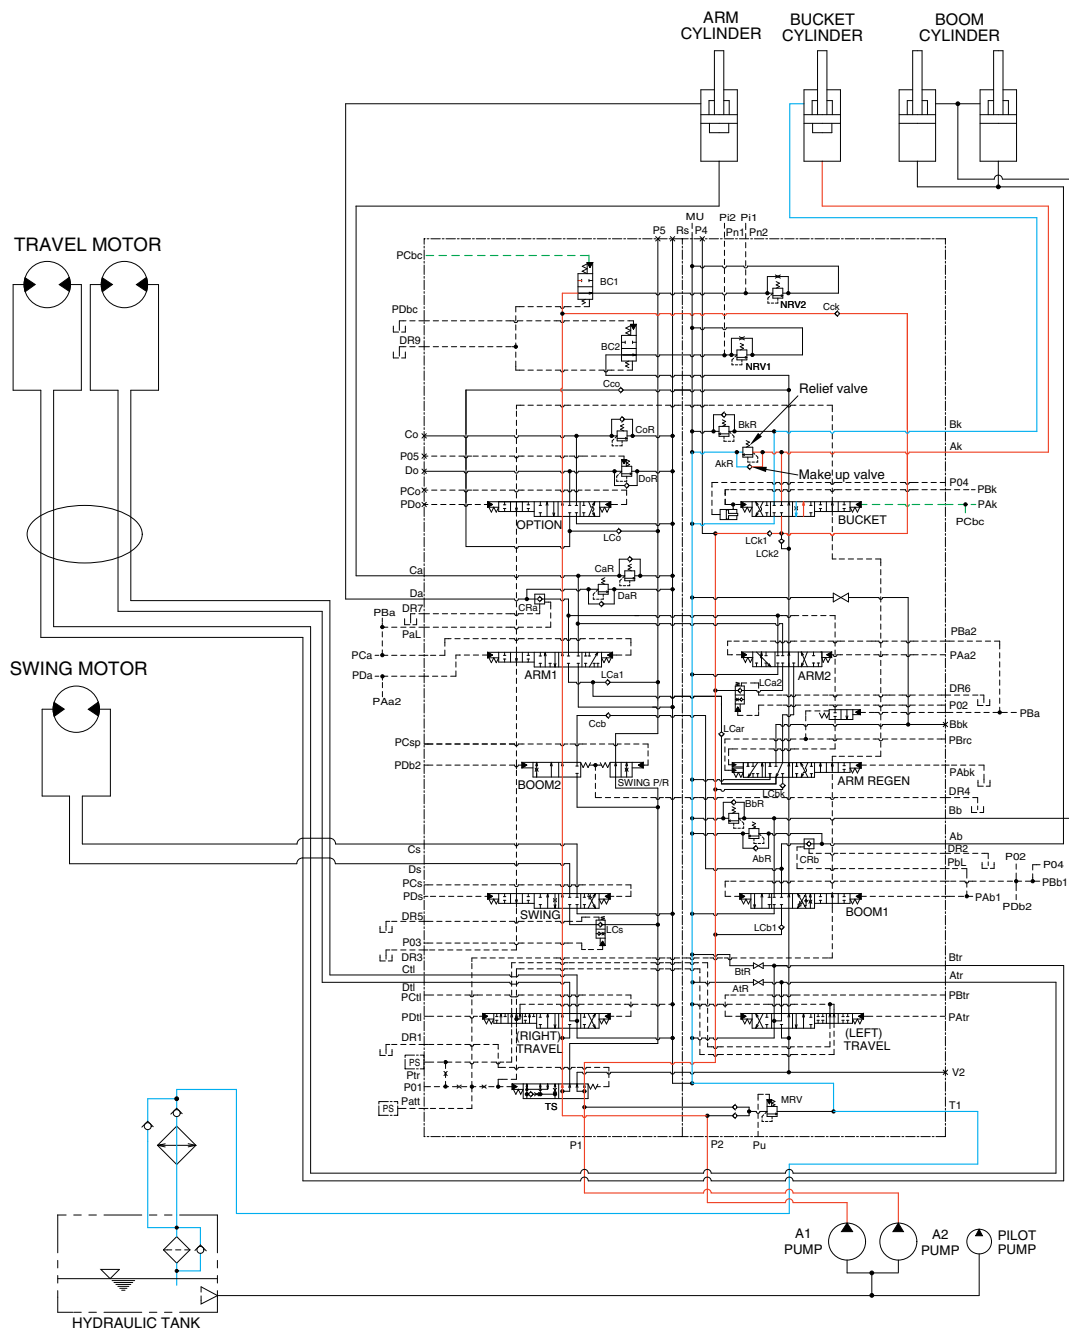 ARM
CYLINDER
BUCKET
CYLINDER
BOOM
CYLINDER
TRAVEL MOTOR
SWING MOTOR
P5
Rs
MU
P4
Pi2
Pn1
Pi1
Pn2
PCbc
BC1
NRV2
Cck
PDbc
DR9
BC2
NRV1
Cco
Relief valve
Co
CoR
BkR
Bk
P05
Ak
Do
DoR
AkR
Make up valve
PCo
P04
PBk
PDo
PAk
OPTION
BUCKET
PCbc
LCo
LCk1
LCk2
Ca
CaR
DaR
Da
CRa
DR7
PBa
PaL
PBa2
PCa
PAa2
PDa
ARM1
ARM2
PAa2
LCa1
LCa2
DR6
P02
PBa
Ccb
LCar
Bbk
PCsp
PBrc
PDb2
BOOM2
SWING P/R
ARM REGEN
PAbk
LCbk
DR4
BbR
Bb
AbR
CRb
Ab
Cs
DR2
P02
P04
Ds
PbL
PCs
PBb1
PDs
PAb1
PDb2
SWING
BOOM1
DR5
LCs
LCb1
P03
DR3
Btr
Ctl
BtR
Atr
Dtl
AtR
PCtl
PBtr
PDtl
PAtr
(RIGHT)
TRAVEL
(LEFT)
TRAVEL
DR1
PS
Ptr
V2
P01
Patt
PS
TS
MRV
T1
P1
P2
Pu
A1
PUMP
A2
PUMP
PILOT
PUMP
HYDRAULIC TANK